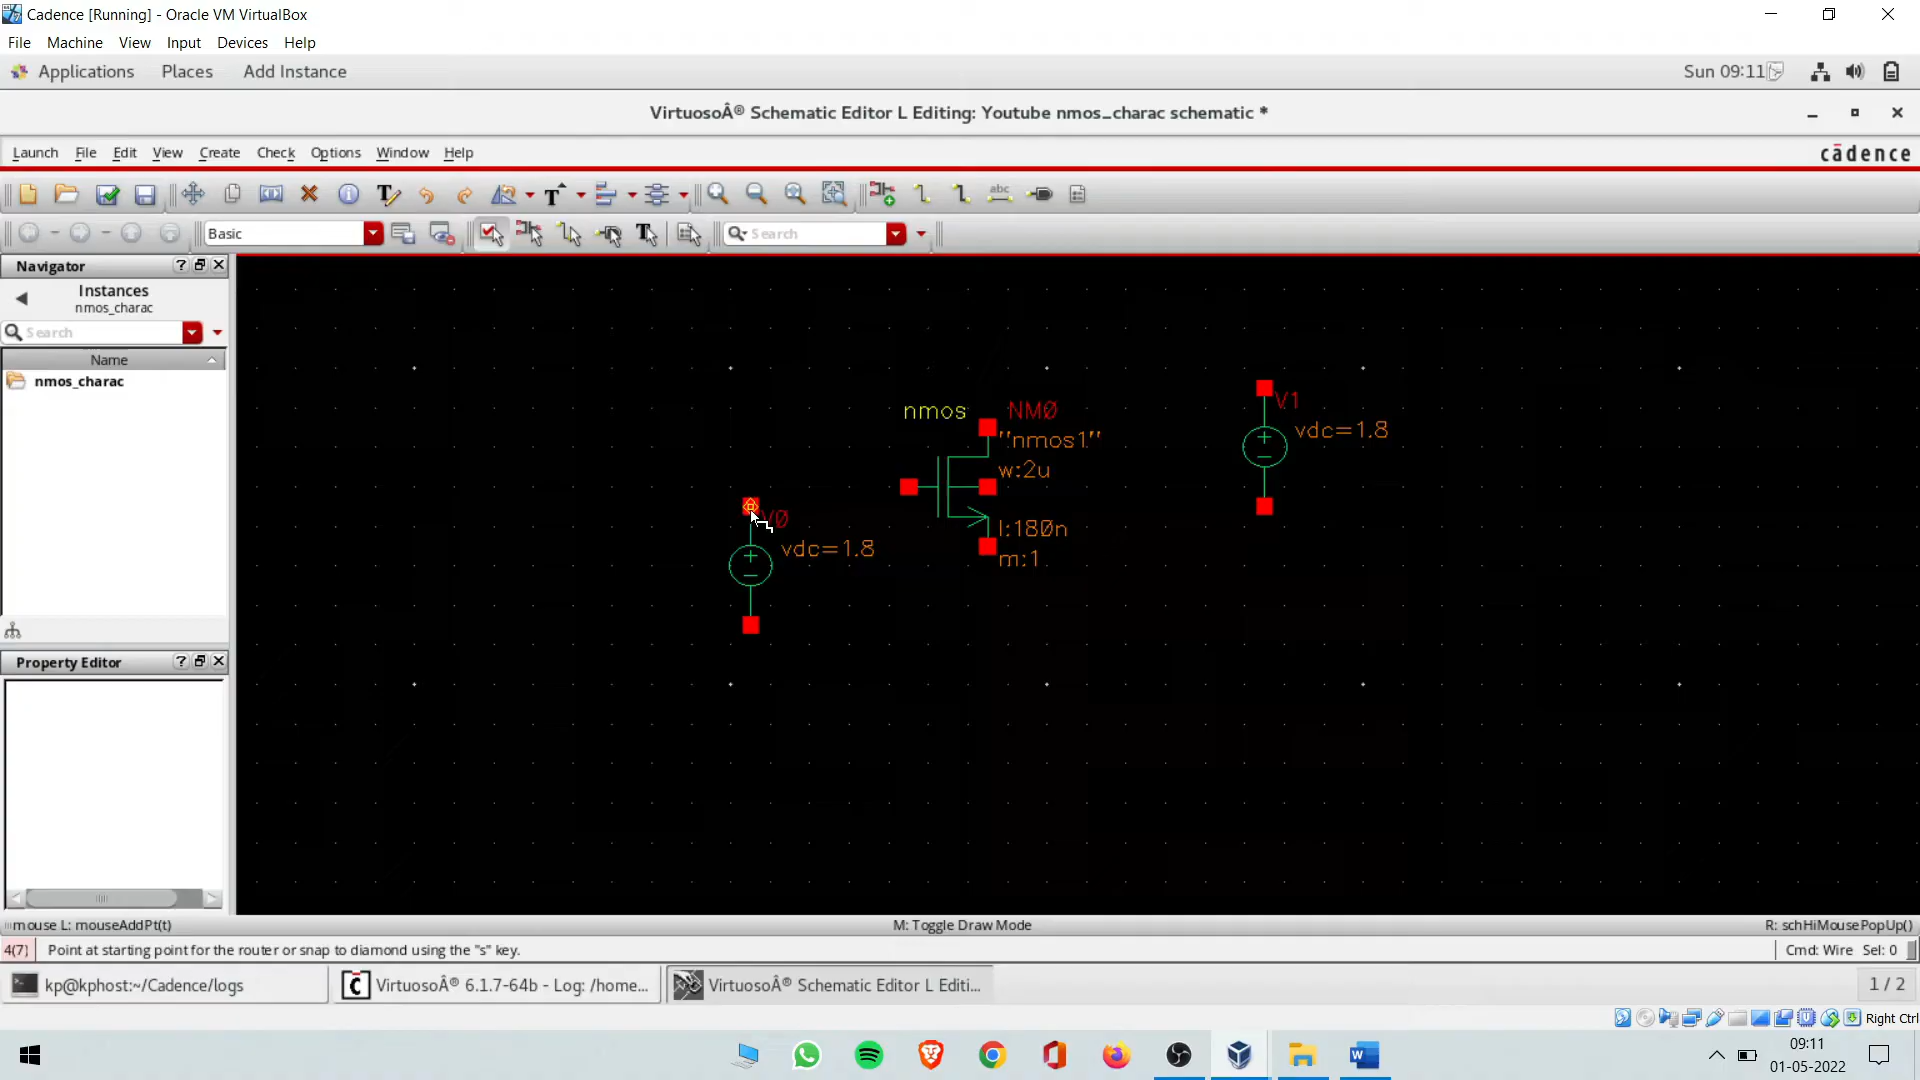 Cadence [Running] - Oracle VM VirtualBox
File Machine View Input Devices Help
Applications Places Add Instance Sun 09:11
VirtuosoÂ® Schematic Editor L Editing: Youtube nmos_charac schematic *
Launch File Edit View Create Check Options Window Help cādence
T T abc
Basic T Search
Navigator ?
Instances
nmos_charac
Search
Name
nmos_charac
Property Editor ?
nmos NM0
"nmos1"
w:2u
l:180n
m:1
V0
vdc=1.8
V1
vdc=1.8
mouse L: mouseAddPt(t) M: Toggle Draw Mode R: schHiMousePopUp()
4(7) Point at starting point for the router or snap to diamond using the "s" key. Cmd: Wire Sel: 0
kp@kphost:~/Cadence/logs VirtuosoÂ® 6.1.7-64b - Log: /home... VirtuosoÂ® Schematic Editor L Editi... 1 / 2
Right Ctrl
09:11
01-05-2022